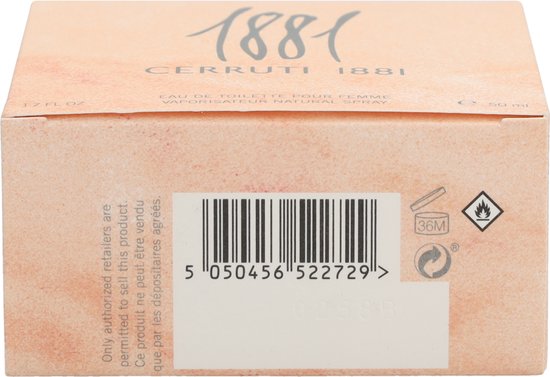 1881
CERRUTI 1881
EAU DE TOILETTE POUR FEMME
VAPORISATEUR NATURAL SPRAY
1.7 FL OZ
e 50 ml
Only authorized retailers are
permitted to sell this product.
Ce produit ne peut être vendu
que par les dépositaires agréés.
5 050456 522729>
36M
®